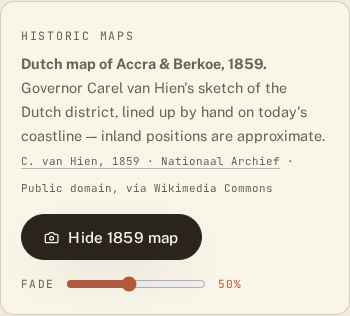 HISTORIC MAPS
Dutch map of Accra & Berkoe, 1859.
Governor Carel van Hien's sketch of the
Dutch district, lined up by hand on today's
coastline — inland positions are approximate.
C. van Hien, 1859 · Nationaal Archief ·
Public domain, via Wikimedia Commons
Hide 1859 map
FADE 50%